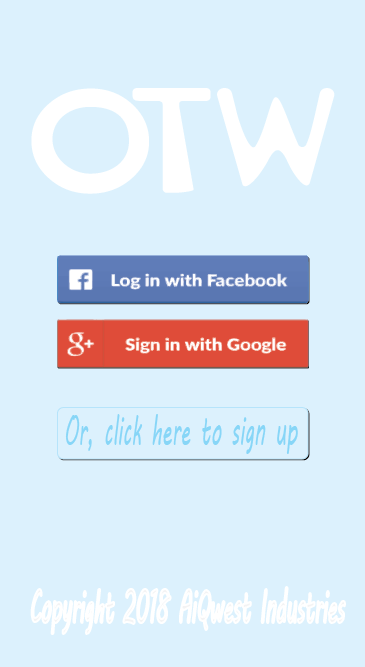 OTW
Log in with Facebook
Sign in with Google
Or, click here to sign up
Copyright 2018 AiQwest Industries